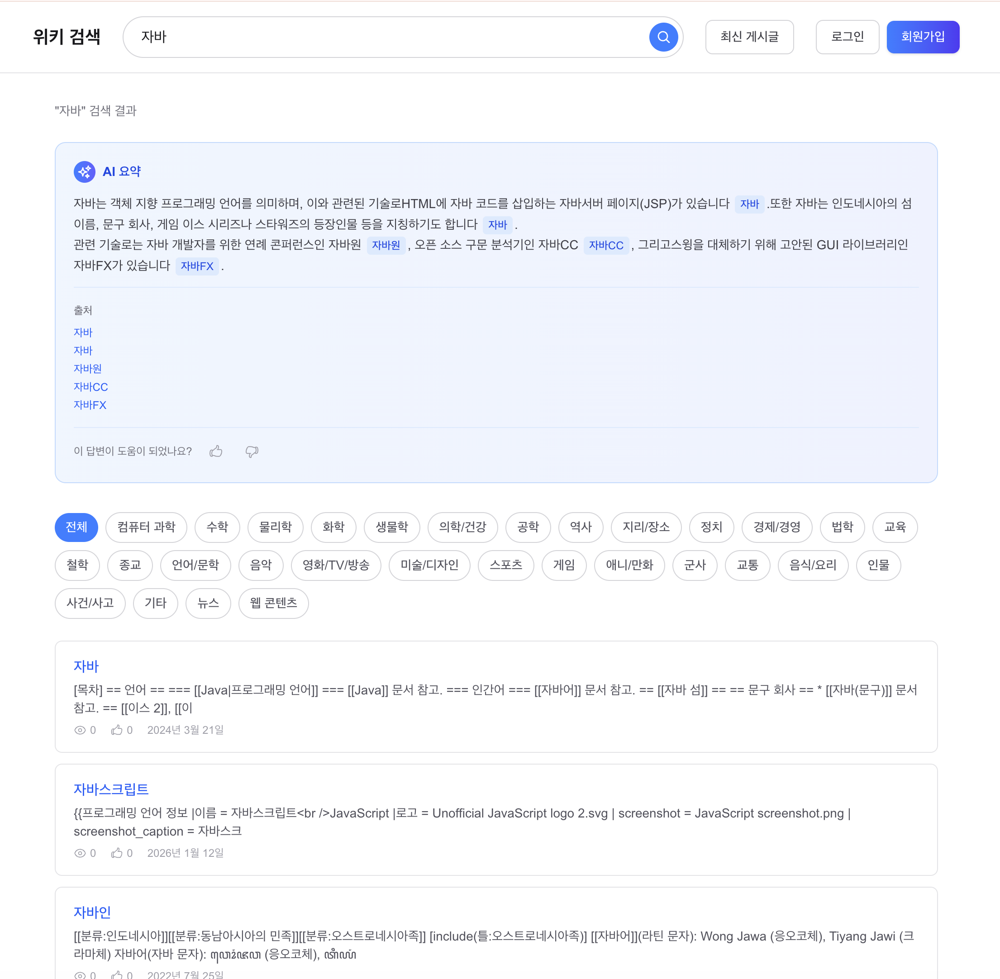 위키 검색
자바
최신 게시글
로그인
회원가입
"자바" 검색 결과
AI 요약
자바는 객체 지향 프로그래밍 언어를 의미하며, 이와 관련된 기술로HTML에 자바 코드를 삽입하는 자바서버 페이지(JSP)가 있습니다 자바 .또한 자바는 인도네시아의 섬
이름, 문구 회사, 게임 이스 시리즈나 스타워즈의 등장인물 등을 지칭하기도 합니다 자바 .
관련 기술로는 자바 개발자를 위한 연례 콘퍼런스인 자바원 자바원 , 오픈 소스 구문 분석기인 자바CC 자바CC , 그리고스윙을 대체하기 위해 고안된 GUI 라이브러리인
자바FX가 있습니다 자바FX .
출처
자바
자바
자바원
자바CC
자바FX
이 답변이 도움이 되었나요?
전체 컴퓨터 과학 수학 물리학 화학 생물학 의학/건강 공학 역사 지리/장소 정치 경제/경영 법학 교육
철학 종교 언어/문학 음악 영화/TV/방송 미술/디자인 스포츠 게임 애니/만화 군사 교통 음식/요리 인물
사건/사고 기타 뉴스 웹 콘텐츠
자바
[목차] == 언어 == === [[Java|프로그래밍 언어]] === [[Java]] 문서 참고. === 인간어 === [[자바어]] 문서 참고. == [[자바 섬]] == == 문구 회사 == * [[자바(문구)]] 문서
참고. == [[이스 2]], [[이
0 0 2024년 3월 21일
자바스크립트
{{프로그래밍 언어 정보 |이름 = 자바스크립트<br />JavaScript |로고 = Unofficial JavaScript logo 2.svg | screenshot = JavaScript screenshot.png |
screenshot_caption = 자바스크
0 0 2026년 1월 12일
자바인
[[분류:인도네시아]][[분류:동남아시아의 민족]][[분류:오스트로네시아족]] [include(틀:오스트로네시아족)] [[자바어]](라틴 문자): Wong Jawa (응오코체), Tiyang Jawi (크
라마체) 자바어(자바 문자): (응오코체),
0 0 2022년 7월 25일